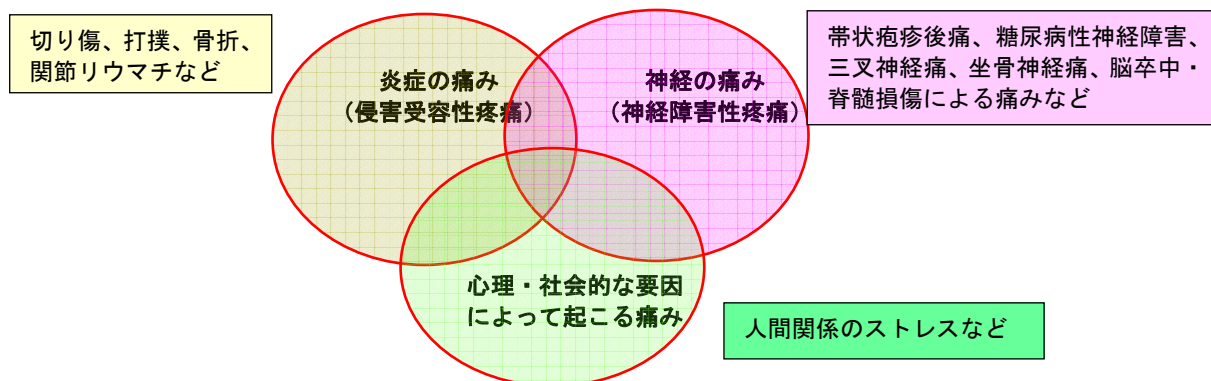 切り傷、打撲、骨折、
関節リウマチなど
炎症の痛み
（侵害受容性疼痛）
神経の痛み
（神経障害性疼痛）
帯状疱疹後痛、糖尿病性神経障害、
三叉神経痛、坐骨神経痛、脳卒中・
脊髄損傷による痛みなど
心理・社会的な要因
によって起こる痛み
人間関係のストレスなど